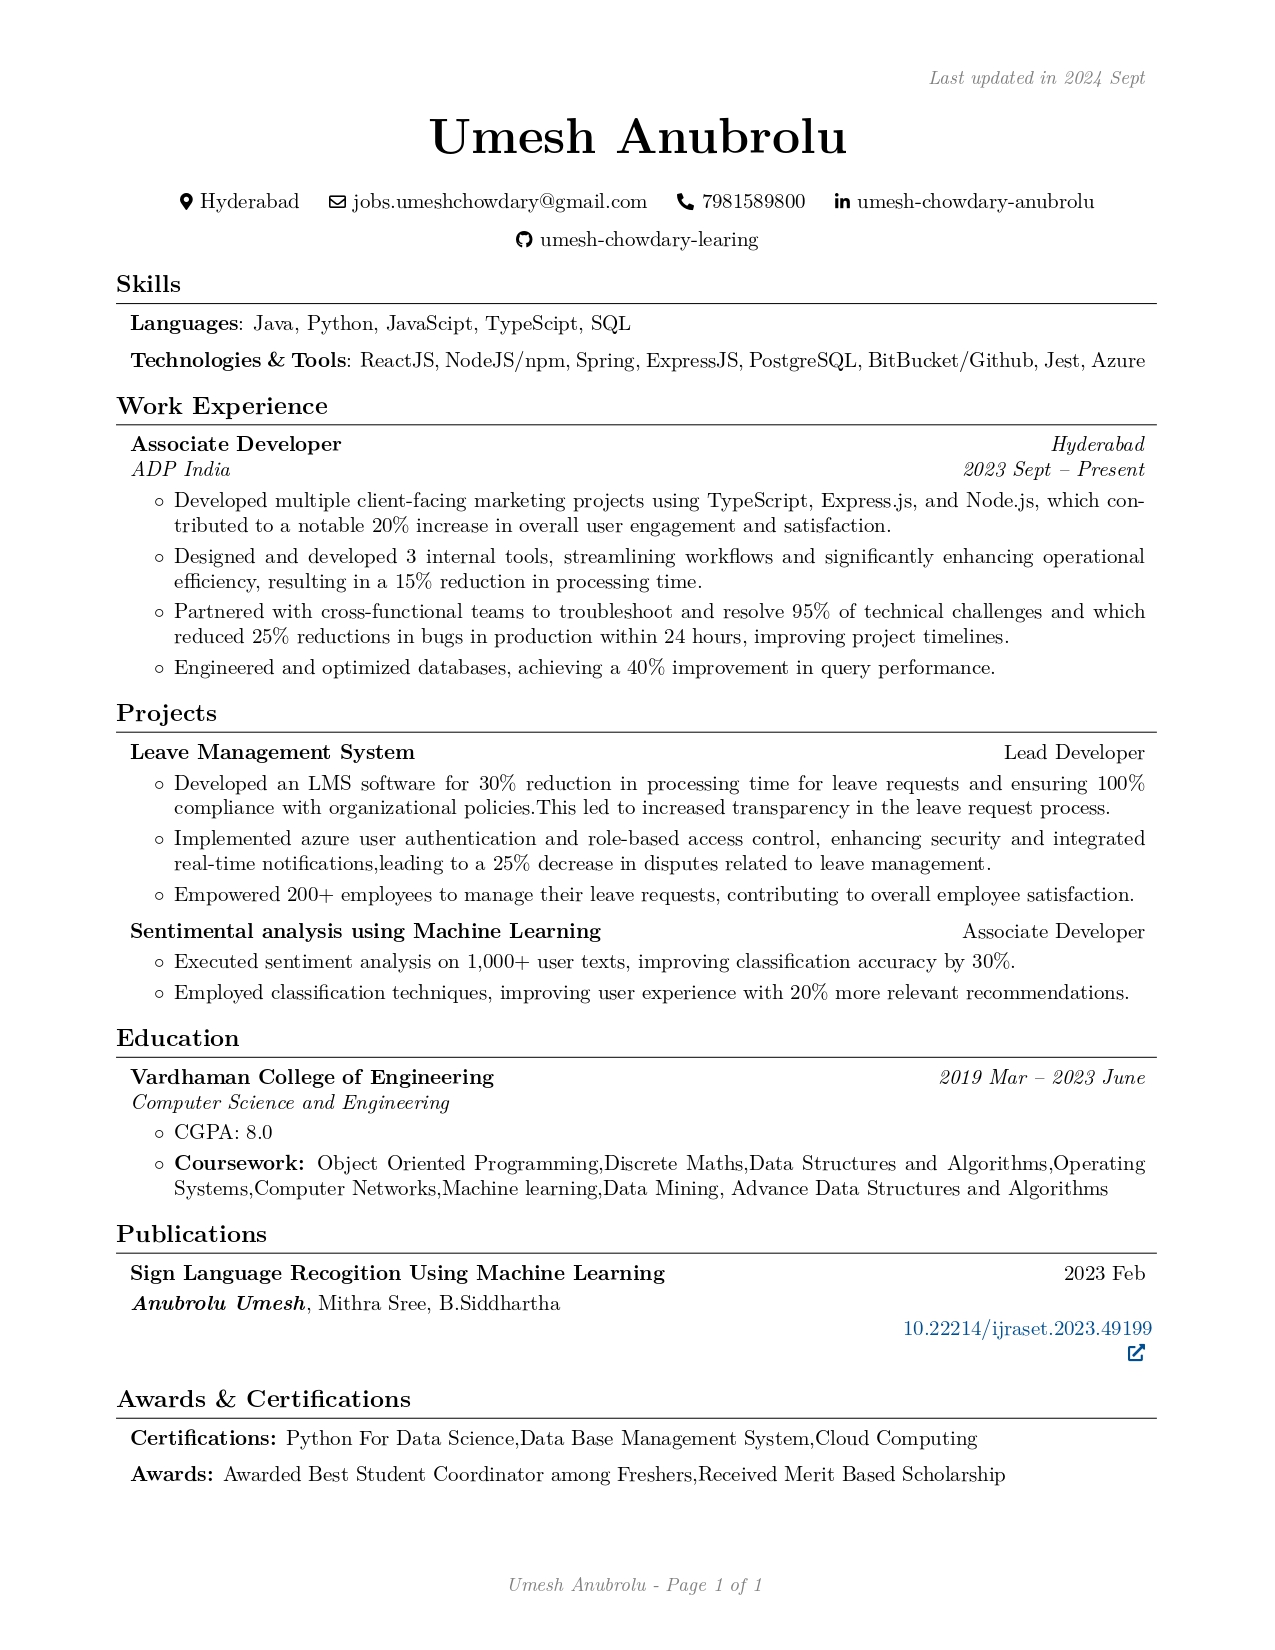 Last updated in 2024 Sept
Umesh Anubrolu
Hyderabad jobs.umeshchowdary@gmail.com 7981589800 umesh-chowdary-anubrolu
umesh-chowdary-learing
Skills
Languages: Java, Python, JavaScipt, TypeScipt, SQL
Technologies & Tools: ReactJS, NodeJS/npm, Spring, ExpressJS, PostgreSQL, BitBucket/Github, Jest, Azure
Work Experience
Associate Developer Hyderabad
ADP India 2023 Sept – Present
◦ Developed multiple client-facing marketing projects using TypeScript, Express.js, and Node.js, which con-
tributed to a notable 20% increase in overall user engagement and satisfaction.
◦ Designed and developed 3 internal tools, streamlining workflows and significantly enhancing operational
efficiency, resulting in a 15% reduction in processing time.
◦ Partnered with cross-functional teams to troubleshoot and resolve 95% of technical challenges and which
reduced 25% reductions in bugs in production within 24 hours, improving project timelines.
◦ Engineered and optimized databases, achieving a 40% improvement in query performance.
Projects
Leave Management System Lead Developer
◦ Developed an LMS software for 30% reduction in processing time for leave requests and ensuring 100%
compliance with organizational policies.This led to increased transparency in the leave request process.
◦ Implemented azure user authentication and role-based access control, enhancing security and integrated
real-time notifications,leading to a 25% decrease in disputes related to leave management.
◦ Empowered 200+ employees to manage their leave requests, contributing to overall employee satisfaction.
Sentimental analysis using Machine Learning Associate Developer
◦ Executed sentiment analysis on 1,000+ user texts, improving classification accuracy by 30%.
◦ Employed classification techniques, improving user experience with 20% more relevant recommendations.
Education
Vardhaman College of Engineering 2019 Mar – 2023 June
Computer Science and Engineering
◦ CGPA: 8.0
◦ Coursework: Object Oriented Programming,Discrete Maths,Data Structures and Algorithms,Operating
Systems,Computer Networks,Machine learning,Data Mining, Advance Data Structures and Algorithms
Publications
Sign Language Recogition Using Machine Learning 2023 Feb
Anubrolu Umesh, Mithra Sree, B.Siddhartha
10.22214/ijraset.2023.49199
Awards & Certifications
Certifications: Python For Data Science,Data Base Management System,Cloud Computing
Awards: Awarded Best Student Coordinator among Freshers,Received Merit Based Scholarship
Umesh Anubrolu - Page 1 of 1